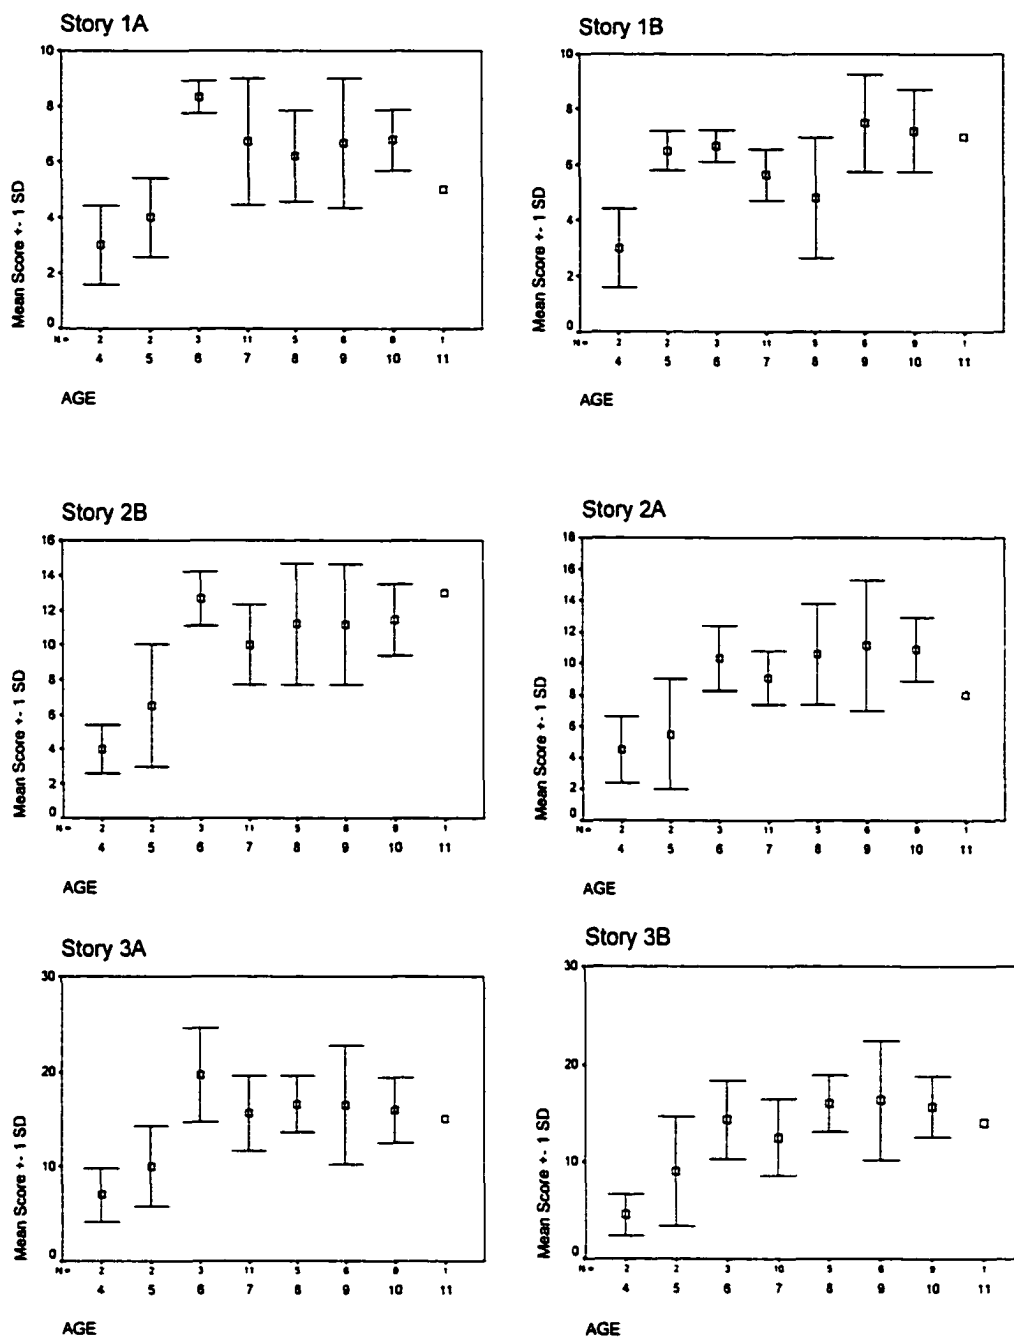 Story 1A
10
8
6
4
2
0
Mean Score +- 1 SD
N = 2 2 3 11 5 6 9 1
4 5 6 7 8 9 10 11
AGE
Story 1B
10
8
6
4
2
0
Mean Score +- 1 SD
N = 2 2 3 11 5 6 9 1
4 5 6 7 8 9 10 11
AGE
Story 2B
16
14
12
10
8
6
4
2
0
Mean Score +- 1 SD
N = 2 2 3 11 5 6 9 1
4 5 6 7 8 9 10 11
AGE
Story 2A
18
16
14
12
10
8
6
4
2
0
Mean Score +- 1 SD
N = 2 2 3 11 5 6 9 1
4 5 6 7 8 9 10 11
AGE
Story 3A
30
20
10
0
Mean Score +- 1 SD
N = 2 2 3 11 5 6 9 1
4 5 6 7 8 9 10 11
AGE
Story 3B
30
20
10
0
Mean Score +- 1 SD
N = 2 2 3 10 5 6 9 1
4 5 6 7 8 9 10 11
AGE